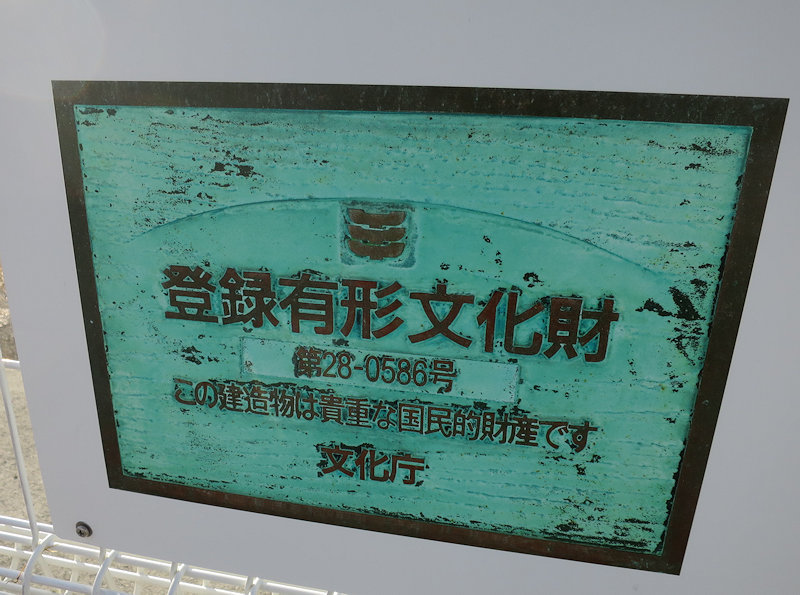 登録有形文化財
第28-0586号
この建造物は貴重な国民的財産です
文化庁